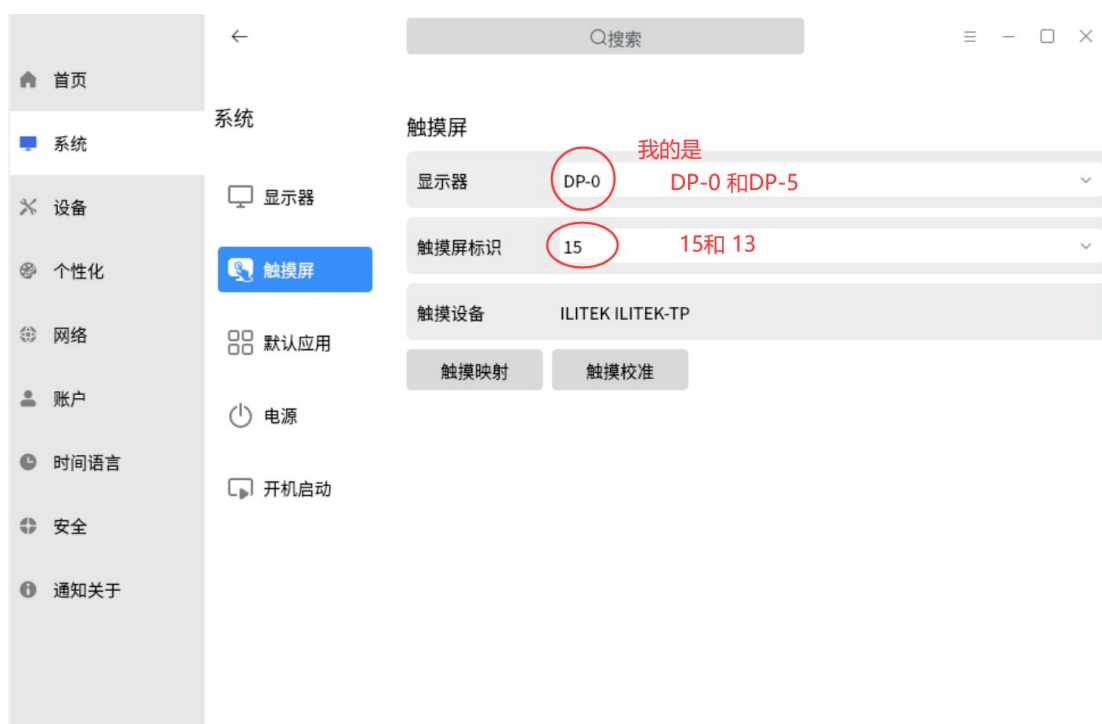 搜索
首页
系统
设备
个性化
网络
账户
时间语言
安全
通知关于
系统
显示器
触摸屏
默认应用
电源
开机启动
触摸屏
我的是
显示器 DP-0 DP-0 和DP-5
触摸屏标识 15 15和 13
触摸设备 ILITEK ILITEK-TP
触摸映射 触摸校准